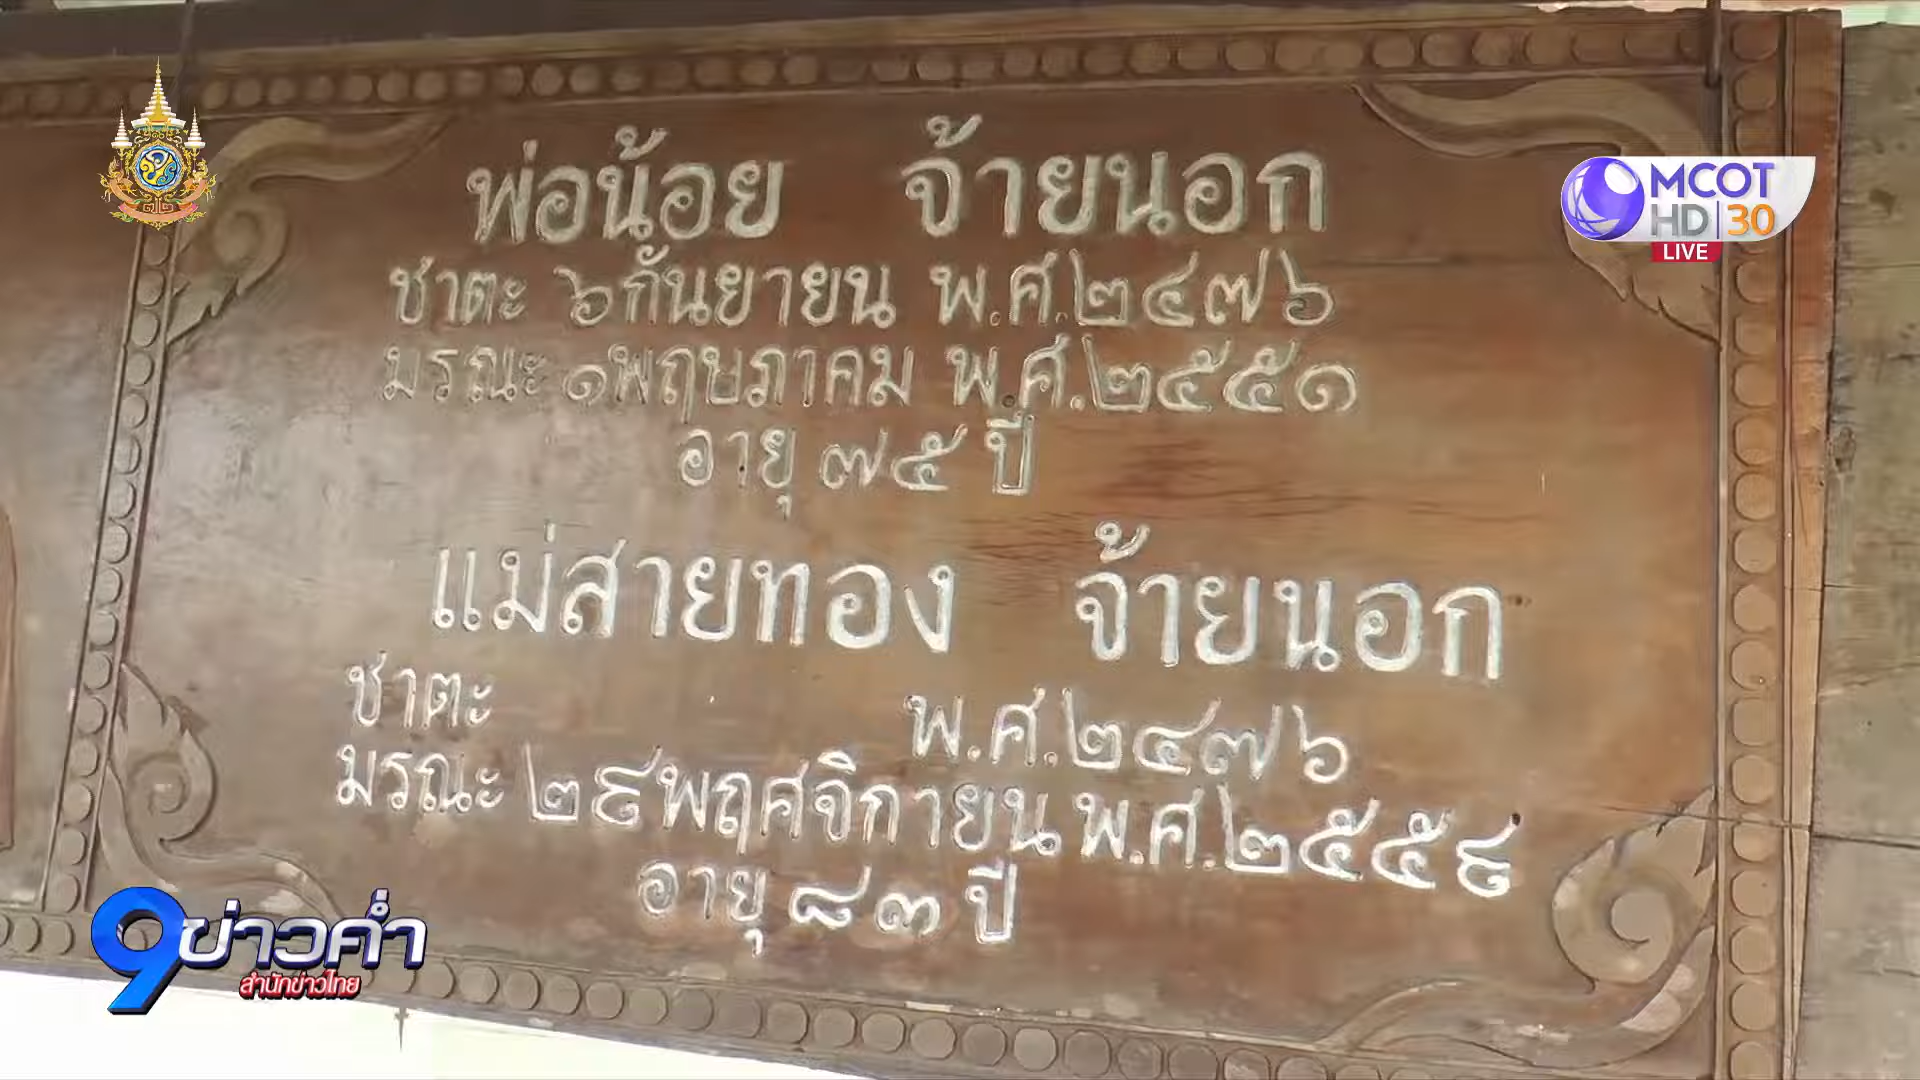 พ่อน้อย จ้ายนอก
ชาตะ ๖กันยายน พ.ศ.๒๔๗๖
มรณะ ๑พฤษภาคม พ.ศ.๒๕๕๑
อายุ ๗๕ ปี
แม่สายทอง จ้ายนอก
ชาตะ พ.ศ.๒๔๗๖
มรณะ ๒๙พฤศจิกายน พ.ศ.๒๕๕๙
อายุ ๘๓ ปี
MCOT
HD 30
LIVE
9ข่าวค่ำ
สำนักข่าวไทย
๗๒